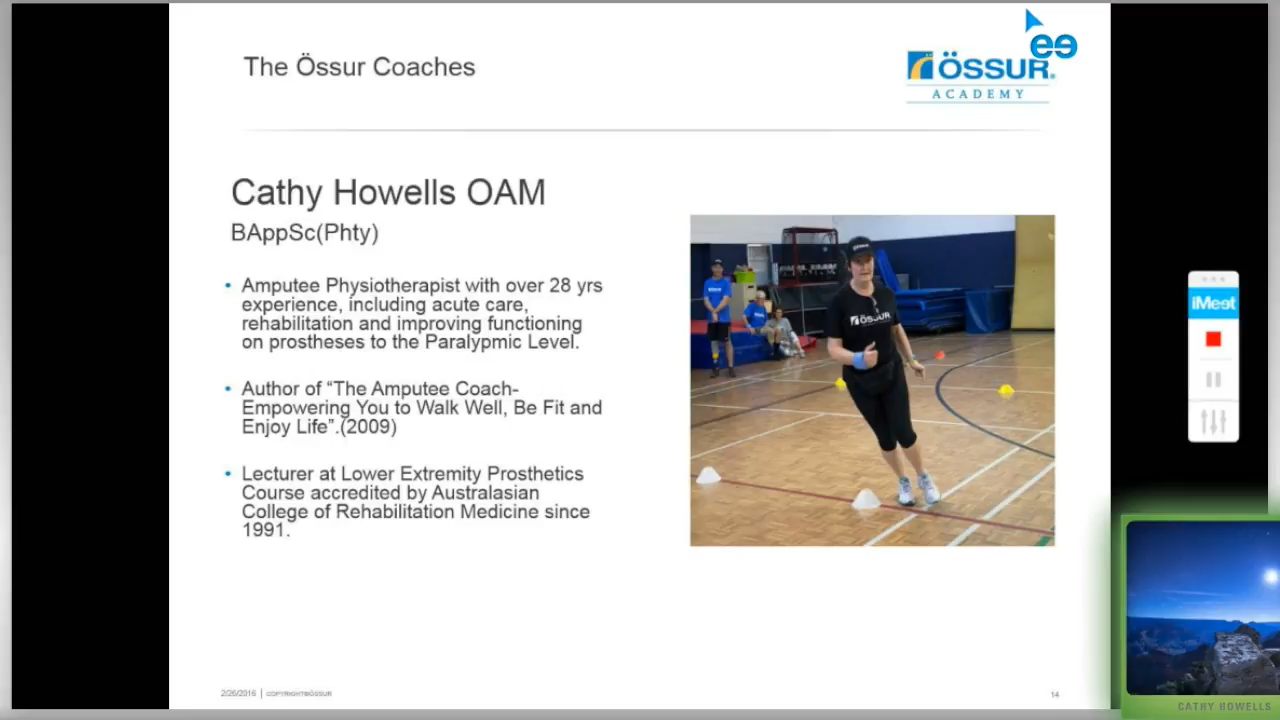 The Össur Coaches
ee
ÖSSUR®
ACADEMY
Cathy Howells OAM
BAppSc(Phty)
• Amputee Physiotherapist with over 28 yrs
experience, including acute care,
rehabilitation and improving functioning
on prostheses to the Paralypmic Level.
• Author of “The Amputee Coach-
Empowering You to Walk Well, Be Fit and
Enjoy Life”.(2009)
• Lecturer at Lower Extremity Prosthetics
Course accredited by Australasian
College of Rehabilitation Medicine since
1991.
ÖSSUR
iMeet
2/26/2016 | COPYRIGHT©ÖSSUR
14
CATHY HOWELLS